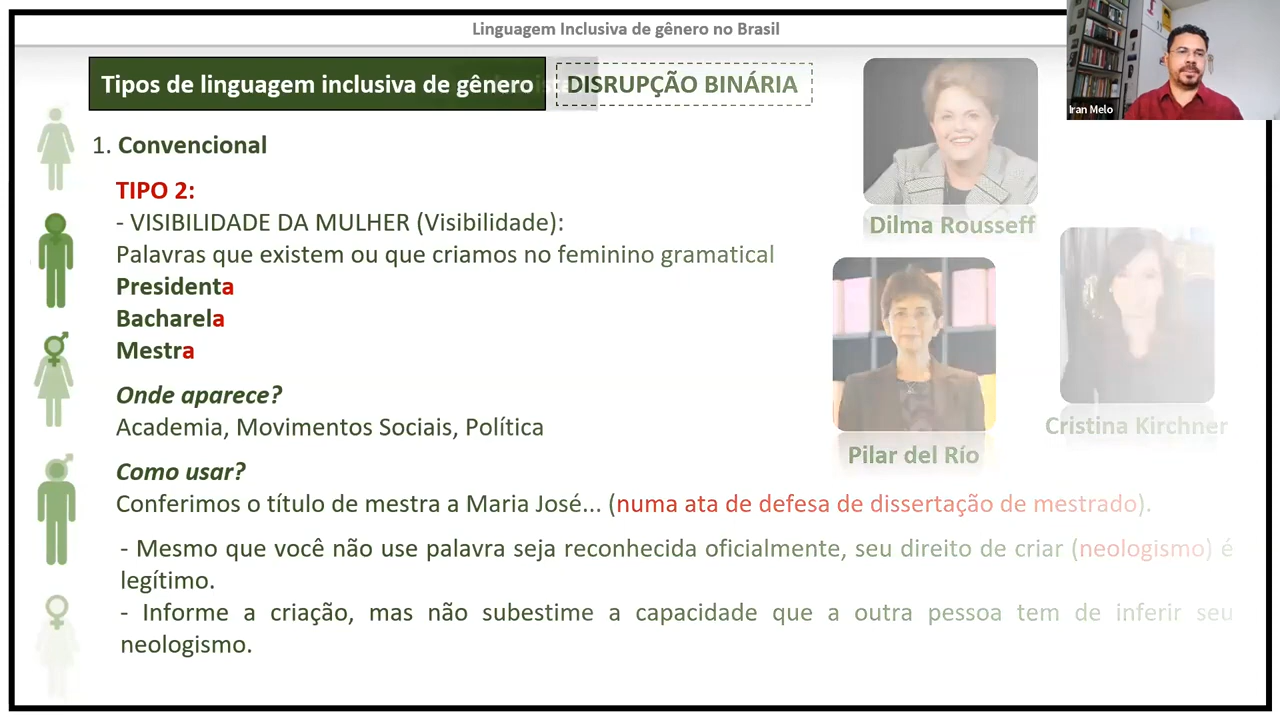 Linguagem Inclusiva de gênero no Brasil
Tipos de linguagem inclusiva de gênero
DISRUPÇÃO BINÁRIA
Iran Melo
1. Convencional
TIPO 2:
- VISIBILIDADE DA MULHER (Visibilidade):
Palavras que existem ou que criamos no feminino gramatical
Presidenta
Bacharela
Mestra
Onde aparece?
Academia, Movimentos Sociais, Política
Dilma Rousseff
Cristina Kirchner
Pilar del Río
Como usar?
Conferimos o título de mestra a Maria José... (numa ata de defesa de dissertação de mestrado).
- Mesmo que você não use palavra seja reconhecida oficialmente, seu direito de criar (neologismo) é
legítimo.
- Informe a criação, mas não subestime a capacidade que a outra pessoa tem de inferir seu
neologismo.